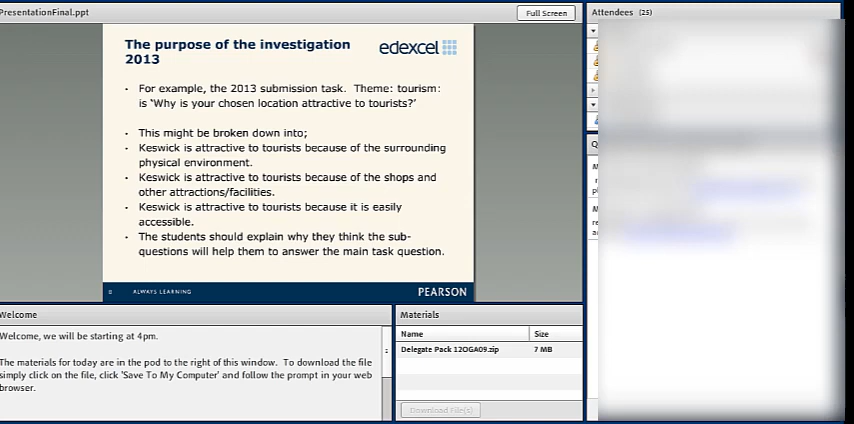 PresentationFinal.ppt
Full Screen
The purpose of the investigation
2013
edexcel
· For example, the 2013 submission task. Theme: tourism:
is ‘Why is your chosen location attractive to tourists?’
· This might be broken down into;
· Keswick is attractive to tourists because of the surrounding
physical environment.
· Keswick is attractive to tourists because of the shops and
other attractions/facilities.
· Keswick is attractive to tourists because it is easily
accessible.
· The students should explain why they think the sub-
questions will help them to answer the main task question.
ALWAYS LEARNING
PEARSON
Attendees (25)
Welcome
Welcome, we will be starting at 4pm.
The materials for today are in the pod to the right of this window. To download the file
simply click on the file, click 'Save To My Computer' and follow the prompt in your web
browser.
Materials
Name Size
Delegate Pack 12OGA09.zip 7 MB
Download File(s)